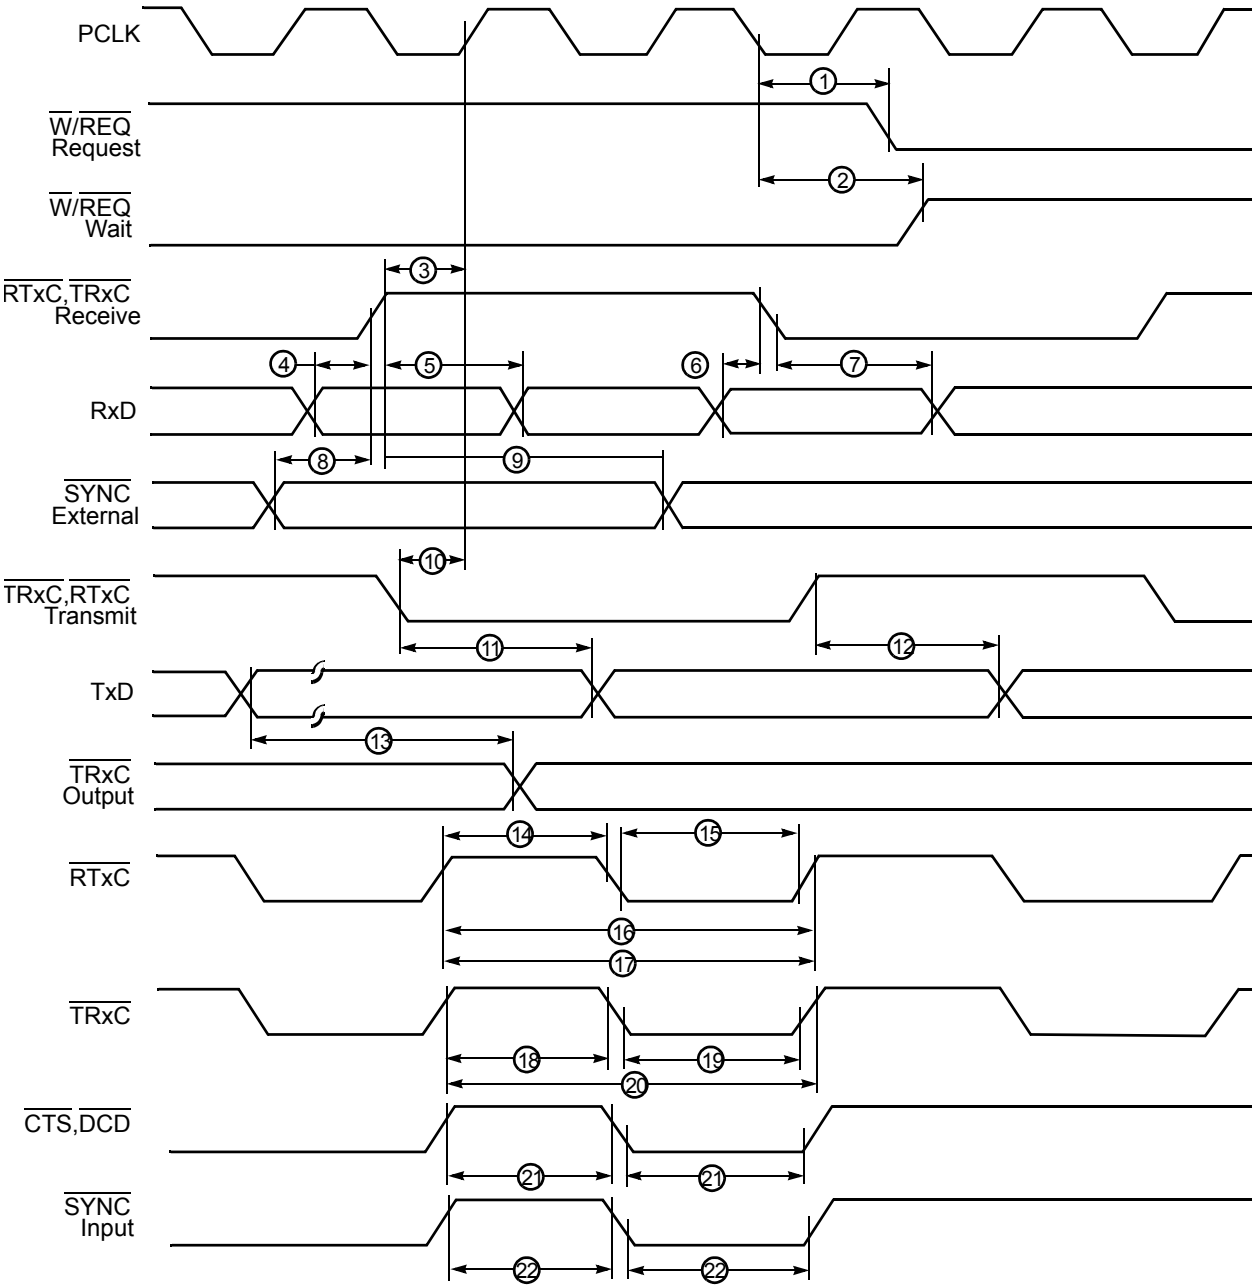 PCLK
1
W/REQ
Request
2
W/REQ
Wait
3
RTxC,TRxC
Receive
4
5
6
7
RxD
8
9
SYNC
External
10
TRxC,RTxC
Transmit
11
12
TxD
13
TRxC
Output
14
15
RTxC
16
17
TRxC
18
19
20
CTS,DCD
21
21
SYNC
Input
22
22